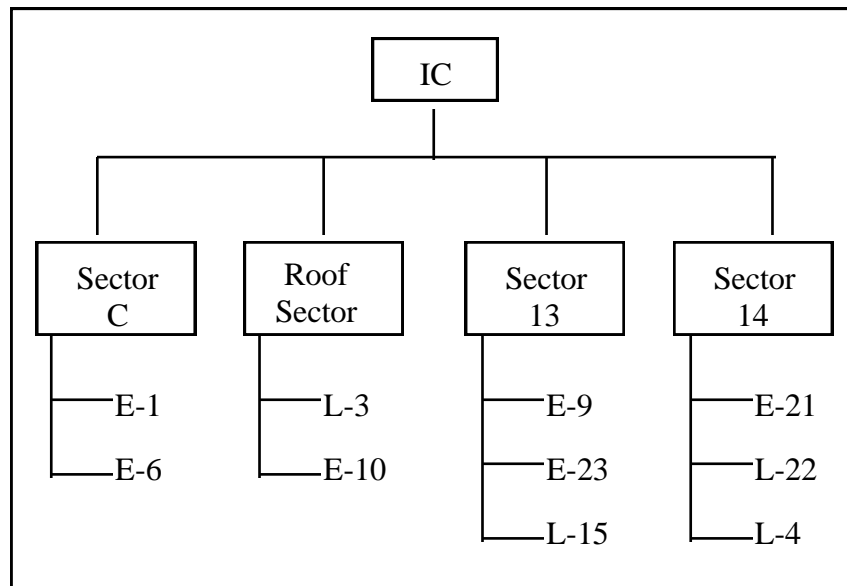 IC
Sector
C
Roof
Sector
Sector
13
Sector
14
E-1
E-6
L-3
E-10
E-9
E-23
L-15
E-21
L-22
L-4